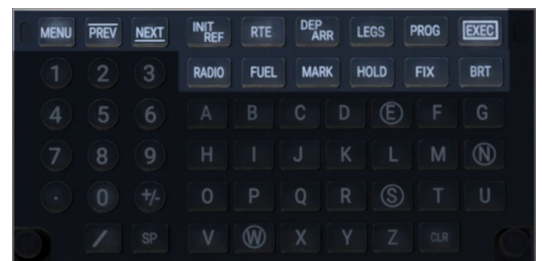 MENU PREV NEXT INIT REF RTE DEP ARR LEGS PROG EXEC
1 2 3 RADIO FUEL MARK HOLD FIX BRT
4 5 6 A B C D E F G
7 8 9 H I J K L M N
. 0 +/- O P Q R S T U
/ SP V W X Y Z CLR